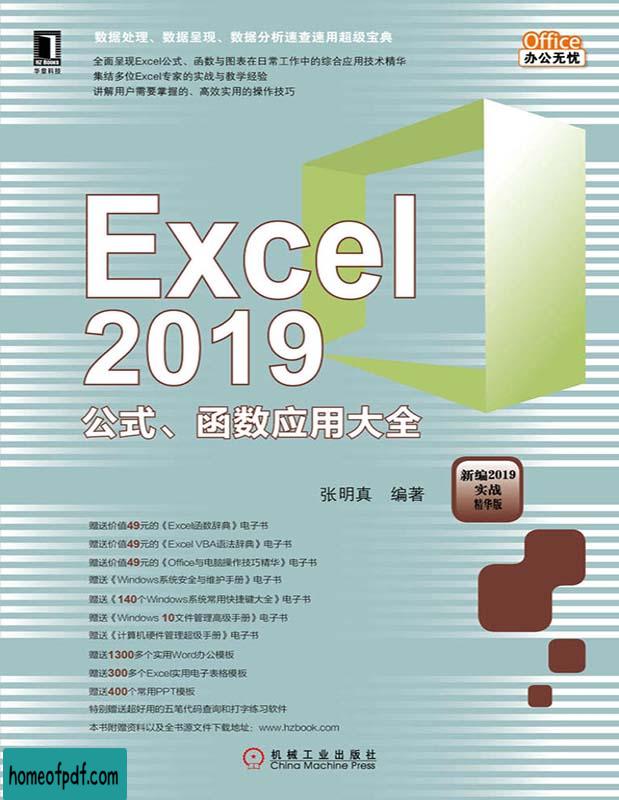 HZ BOOKS
华章科技
数据处理、数据呈现、数据分析速查速用超级宝典
全面呈现Excel公式、函数与图表在日常工作中的综合应用技术精华
集结多位Excel专家的实战与教学经验
讲解用户需要掌握的、高效实用的操作技巧
Office
办公无忧
Excel
2019
公式、函数应用大全
张明真 编著
新编2019
实战
精华版
赠送价值49元的《Excel函数辞典》电子书
赠送价值49元的《Excel VBA语法辞典》电子书
赠送价值49元的《Office与电脑操作技巧精华》电子书
赠送《Windows系统安全与维护手册》电子书
赠送《140个Windows系统常用快捷键大全》电子书
赠送《Windows 10文件管理高级手册》电子书
赠送《计算机硬件管理超级手册》电子书
赠送1300多个实用Word办公模板
赠送300多个Excel实用电子表格模板
赠送400个常用PPT模板
特别赠送超好用的五笔代码查询和打字练习软件
本书附赠资料以及全书源文件下载地址：www.hzbook.com
机械工业出版社
China Machine Press
homeofpdf.com